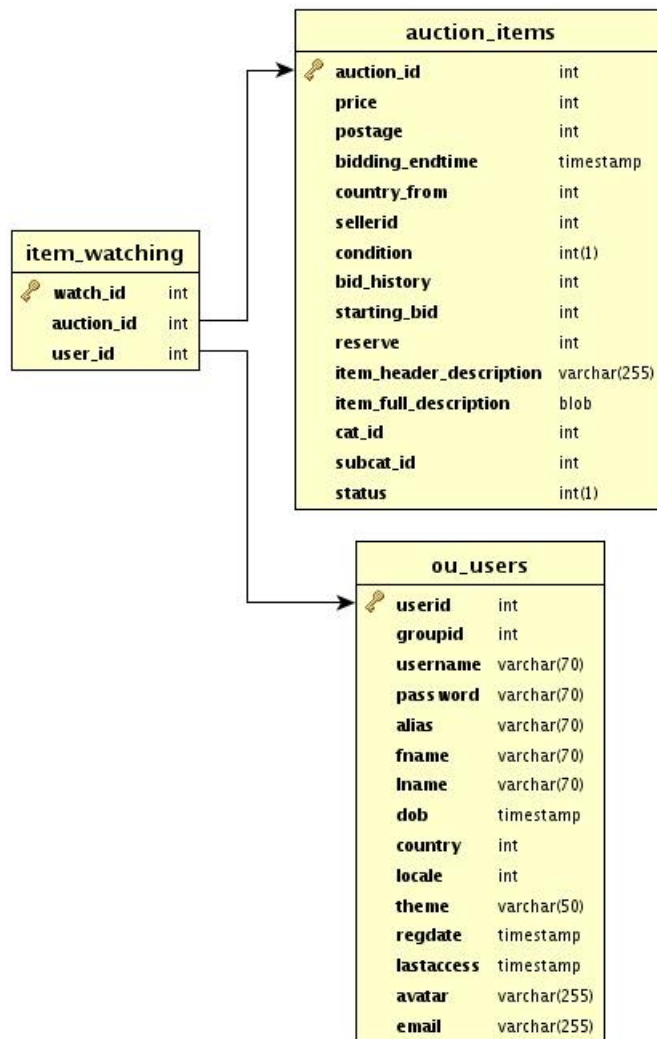 auction_items
auction_id int
price int
postage int
bidding_endtime timestamp
country_from int
sellerid int
condition int(1)
bid_history int
starting_bid int
reserve int
item_header_description varchar(255)
item_full_description blob
cat_id int
subcat_id int
status int(1)
item_watching
watch_id int
auction_id int
user_id int
ou_users
userid int
groupid int
username varchar(70)
password varchar(70)
alias varchar(70)
fname varchar(70)
lname varchar(70)
dob timestamp
country int
locale int
theme varchar(50)
regdate timestamp
lastaccess timestamp
avatar varchar(255)
email varchar(255)